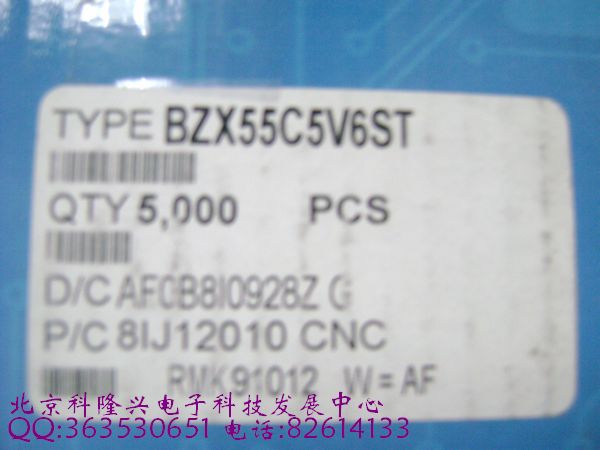 TYPE BZX55C5V6ST
QTY 5,000 PCS
D/C AF0B8I0928Z G
P/C 8IJ12010 CNC
RMK91012 W=AF
北京科隆兴电子科技发展中心
QQ:363530651 电话:82614133